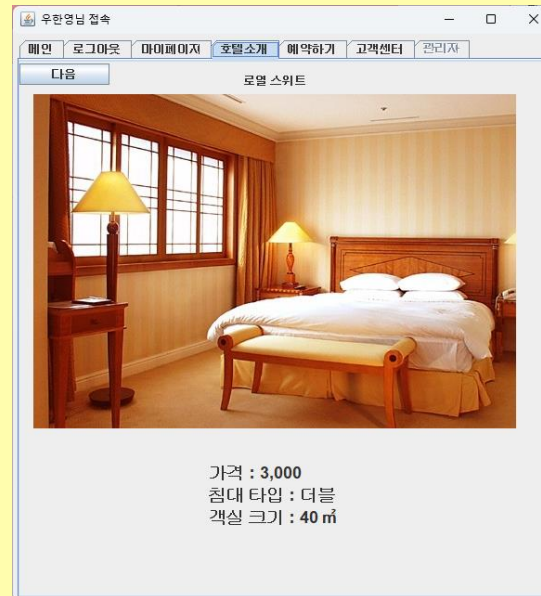 우한영님 접속
메인 로그아웃 마이페이지 호텔소개 예약하기 고객센터 관리자
다음
로열 스위트
가격 : 3,000
침대 타입 : 더블
객실 크기 : 40 ㎡